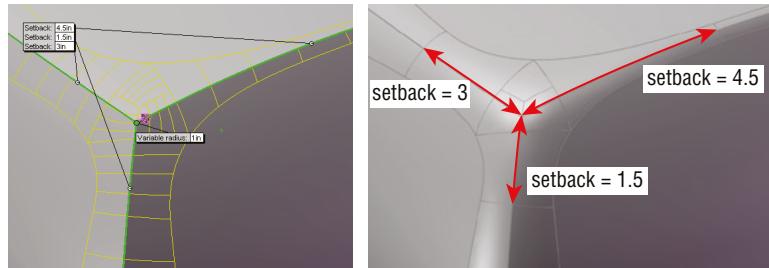 Setback: 4.5in
Setback: 1.5in
Setback: 3in
Variable radius: 1in
setback = 3
setback = 4.5
setback = 1.5